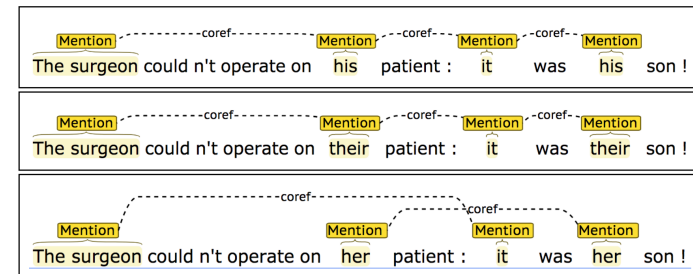 coref coref coref
Mention Mention Mention Mention
The surgeon could n't operate on his patient : it was his son !
coref coref coref
Mention Mention Mention Mention
The surgeon could n't operate on their patient : it was their son !
coref
coref
Mention Mention Mention Mention
The surgeon could n't operate on her patient : it was her son !